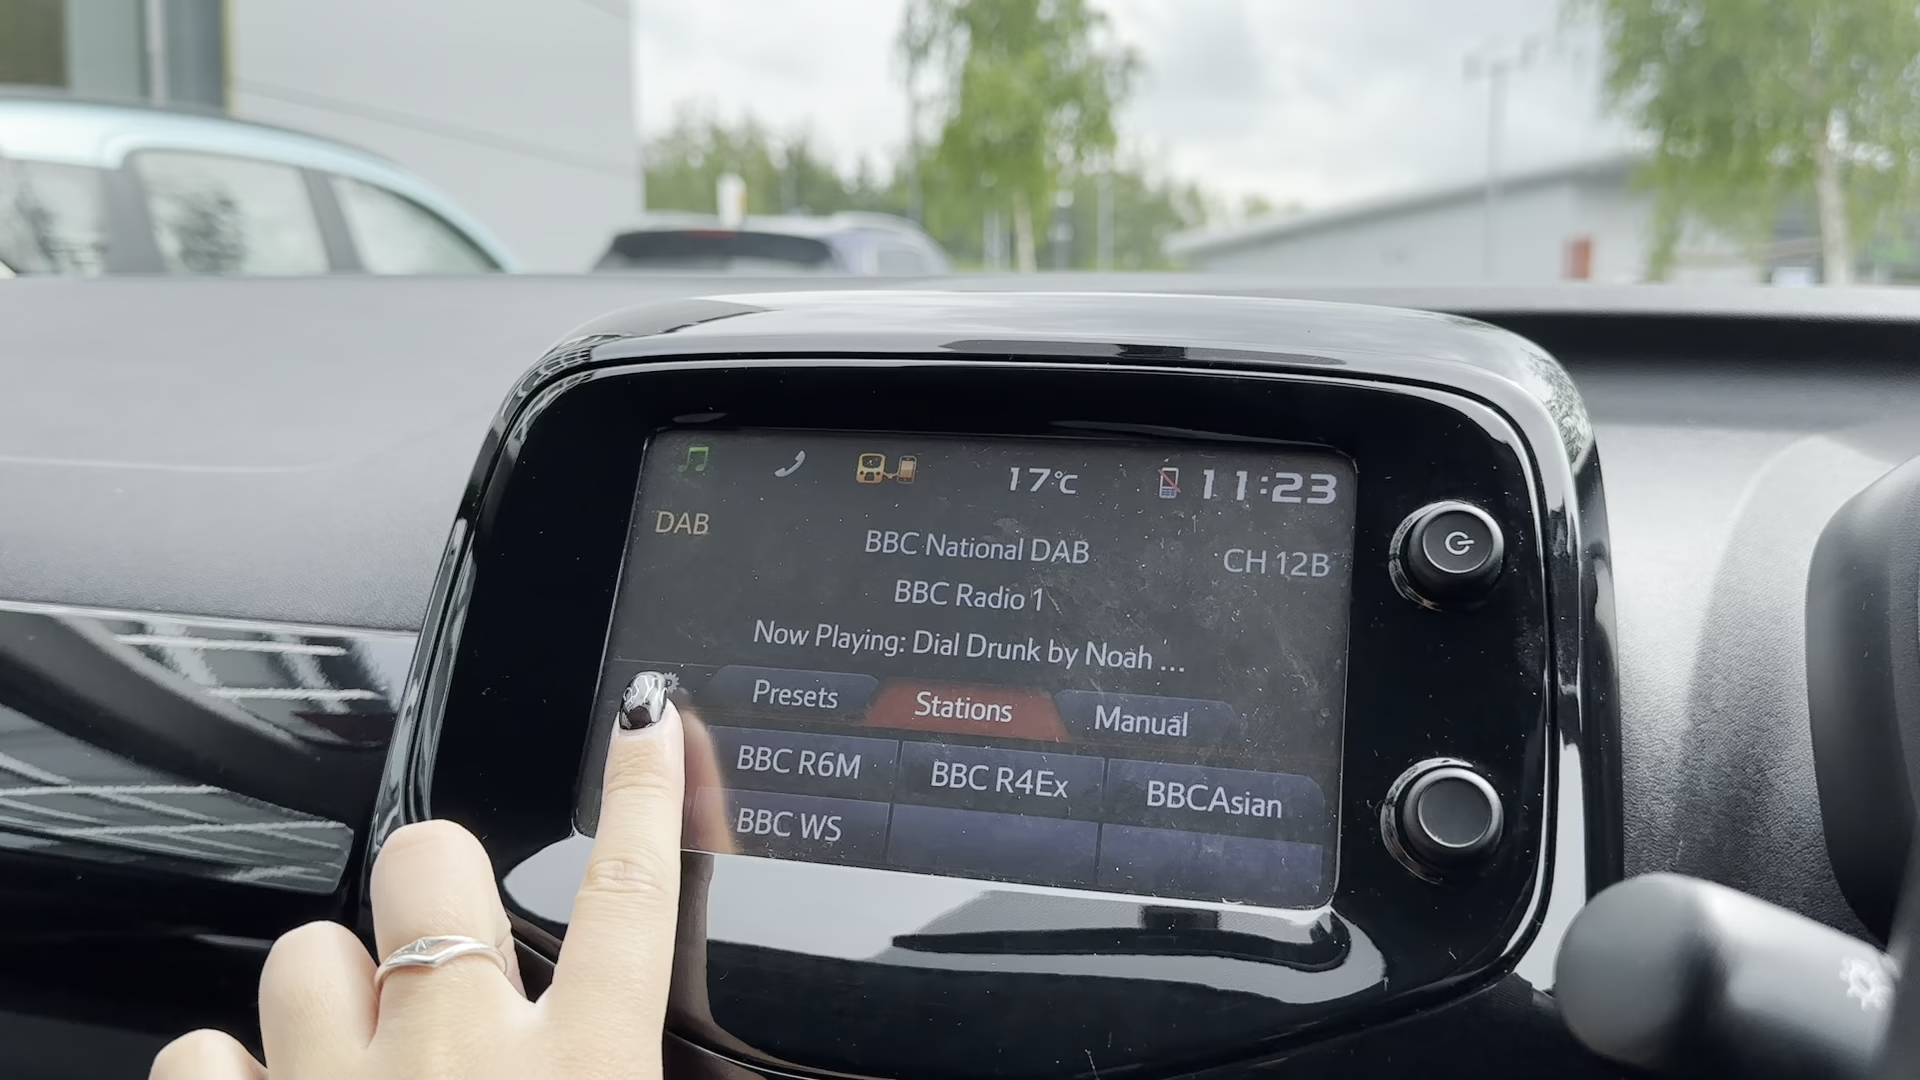 17°C
11:23
DAB
BBC National DAB
CH 12B
BBC Radio 1
Now Playing: Dial Drunk by Noah ...
Presets
Stations
Manual
BBC R6M
BBC R4Ex
BBCAsian
BBC WS